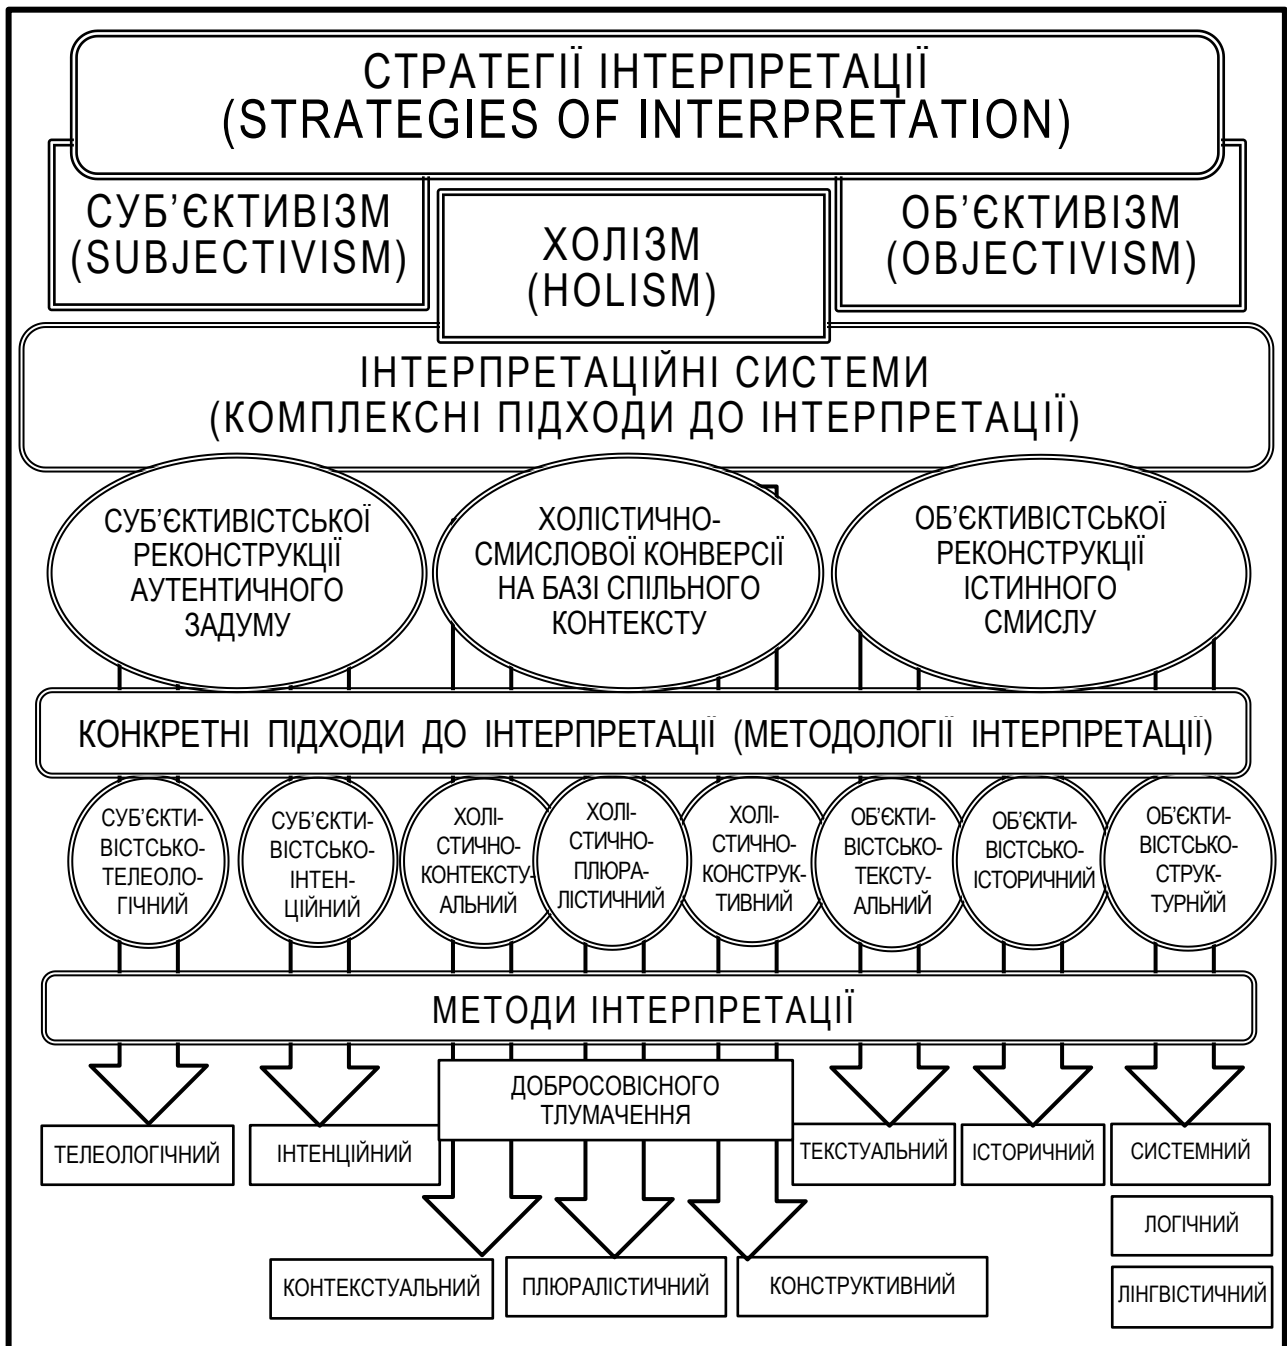 СТРАТЕГІЇ ІНТЕРПРЕТАЦІЇ
(STRATEGIES OF INTERPRETATION)
СУБ’ЄКТИВІЗМ
(SUBJECTIVISM)
ХОЛІЗМ
(HOLISM)
ОБ’ЄКТИВІЗМ
(OBJECTIVISM)
ІНТЕРПРЕТАЦІЙНІ СИСТЕМИ
(КОМПЛЕКСНІ ПІДХОДИ ДО ІНТЕРПРЕТАЦІЇ)
СУБ’ЄКТИВІСТСЬКОЇ
РЕКОНСТРУКЦІЇ
АУТЕНТИЧНОГО
ЗАДУМУ
ХОЛІСТИЧНО-
СМИСЛОВОЇ КОНВЕРСІЇ
НА БАЗІ СПІЛЬНОГО
КОНТЕКСТУ
ОБ’ЄКТИВІСТСЬКОЇ
РЕКОНСТРУКЦІЇ
ІСТИННОГО
СМИСЛУ
КОНКРЕТНІ ПІДХОДИ ДО ІНТЕРПРЕТАЦІЇ (МЕТОДОЛОГІЇ ІНТЕРПРЕТАЦІЇ)
СУБ’ЄКТИ-
ВІСТСЬКО-
ТЕЛЕОЛО-
ГІЧНИЙ
СУБ’ЄКТИ-
ВІСТСЬКО-
ІНТЕН-
ЦІЙНИЙ
ХОЛІ-
СТИЧНО-
КОНТЕКСТУ-
АЛЬНИЙ
ХОЛІ-
СТИЧНО-
ПЛЮРА-
ЛІСТИЧНИЙ
ХОЛІ-
СТИЧНО-
КОНСТРУК-
ТИВНИЙ
ОБ’ЄКТИ-
ВІСТСЬКО-
ТЕКСТУ-
АЛЬНИЙ
ОБ’ЄКТИ-
ВІСТСЬКО-
ІСТОРИЧНИЙ
ОБ’ЄКТИ-
ВІСТСЬКО-
СТРУК-
ТУРНЙЙ
МЕТОДИ ІНТЕРПРЕТАЦІЇ
ДОБРОСОВІСНОГО
ТЛУМАЧЕННЯ
ТЕЛЕОЛОГІЧНИЙ
ІНТЕНЦІЙНИЙ
ТЕКСТУАЛЬНИЙ
ІСТОРИЧНИЙ
СИСТЕМНИЙ
ЛОГІЧНИЙ
КОНТЕКСТУАЛЬНИЙ
ПЛЮРАЛІСТИЧНИЙ
КОНСТРУКТИВНИЙ
ЛІНГВІСТИЧНИЙ